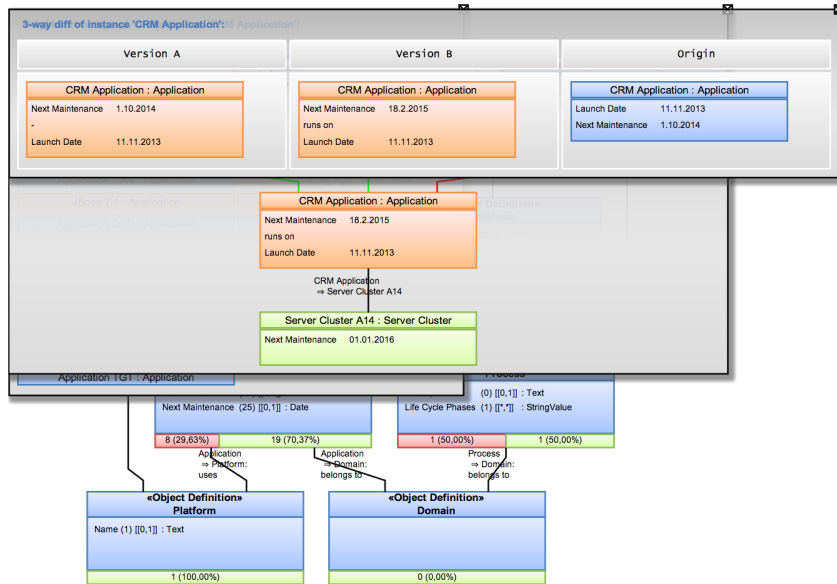 3-way diff of instance 'CRM Application':
Version A
Version B
Origin
CRM Application : Application
Next Maintenance 1.10.2014
-
Launch Date 11.11.2013
CRM Application : Application
Next Maintenance 18.2.2015
runs on
Launch Date 11.11.2013
CRM Application : Application
Launch Date 11.11.2013
Next Maintenance 1.10.2014
JBoss 7.1 : Application
CRM Application : Application
Next Maintenance 18.2.2015
runs on
Launch Date 11.11.2013
CRM Application
⇒ Server Cluster A14
Server Cluster A14 : Server Cluster
Next Maintenance 01.01.2016
Application TGT : Application
Process
(0) [[0,1]] : Text
Next Maintenance (25) [[0,1]] : Date
Life Cycle Phases (1) [[*,*]] : StringValue
8 (29,63%) 19 (70,37%)
1 (50,00%) 1 (50,00%)
Application
⇒ Platform:
uses
Application
⇒ Domain:
belongs to
Process
⇒ Domain:
belongs to
«Object Definition»
Platform
Name (1) [[0,1]] : Text
1 (100,00%)
«Object Definition»
Domain
0 (0,00%)